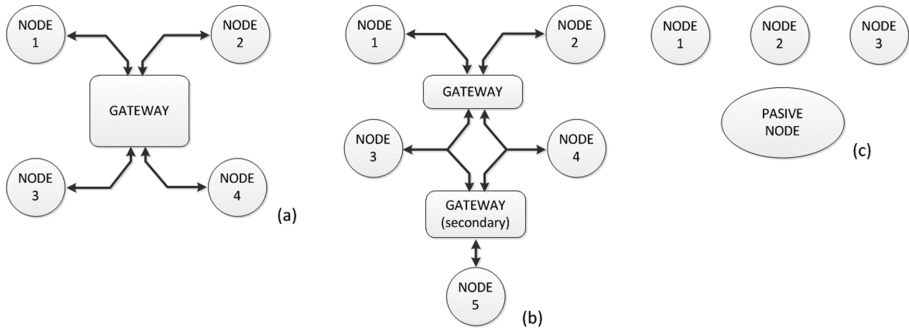 NODE
1
NODE
2
GATEWAY
NODE
3
NODE
4
(a)
NODE
1
NODE
2
GATEWAY
NODE
3
NODE
4
GATEWAY
(secondary)
NODE
5
(b)
NODE
1
NODE
2
NODE
3
PASIVE
NODE
(c)